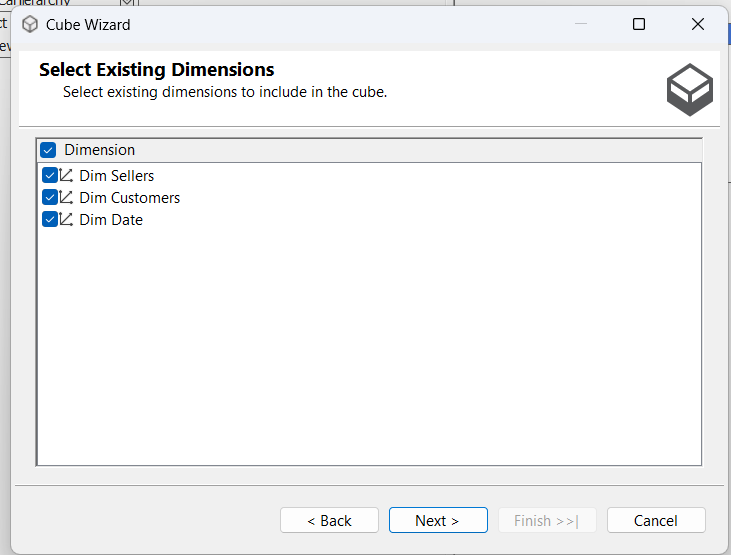 Cube Wizard
Select Existing Dimensions
Select existing dimensions to include in the cube.
Dimension
Dim Sellers
Dim Customers
Dim Date
< Back
Next >
Finish >>|
Cancel